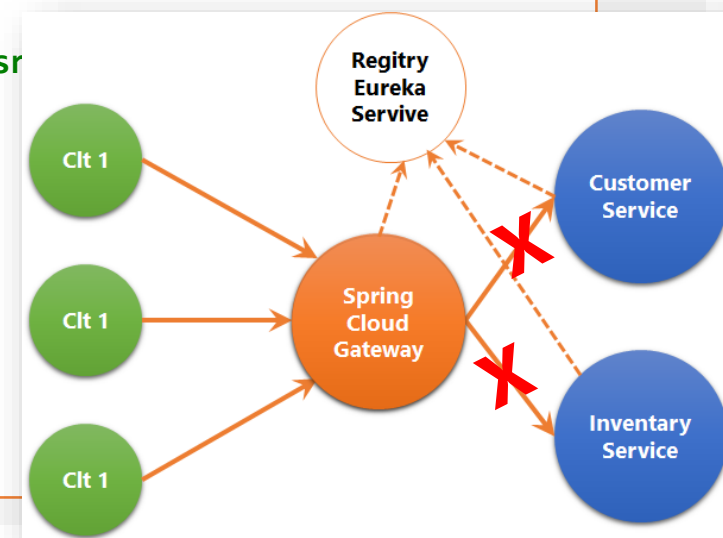 Regitry
Eureka
Servive
Clt 1
Customer
Service
Clt 1
Spring
Cloud
Gateway
Inventary
Service
Clt 1